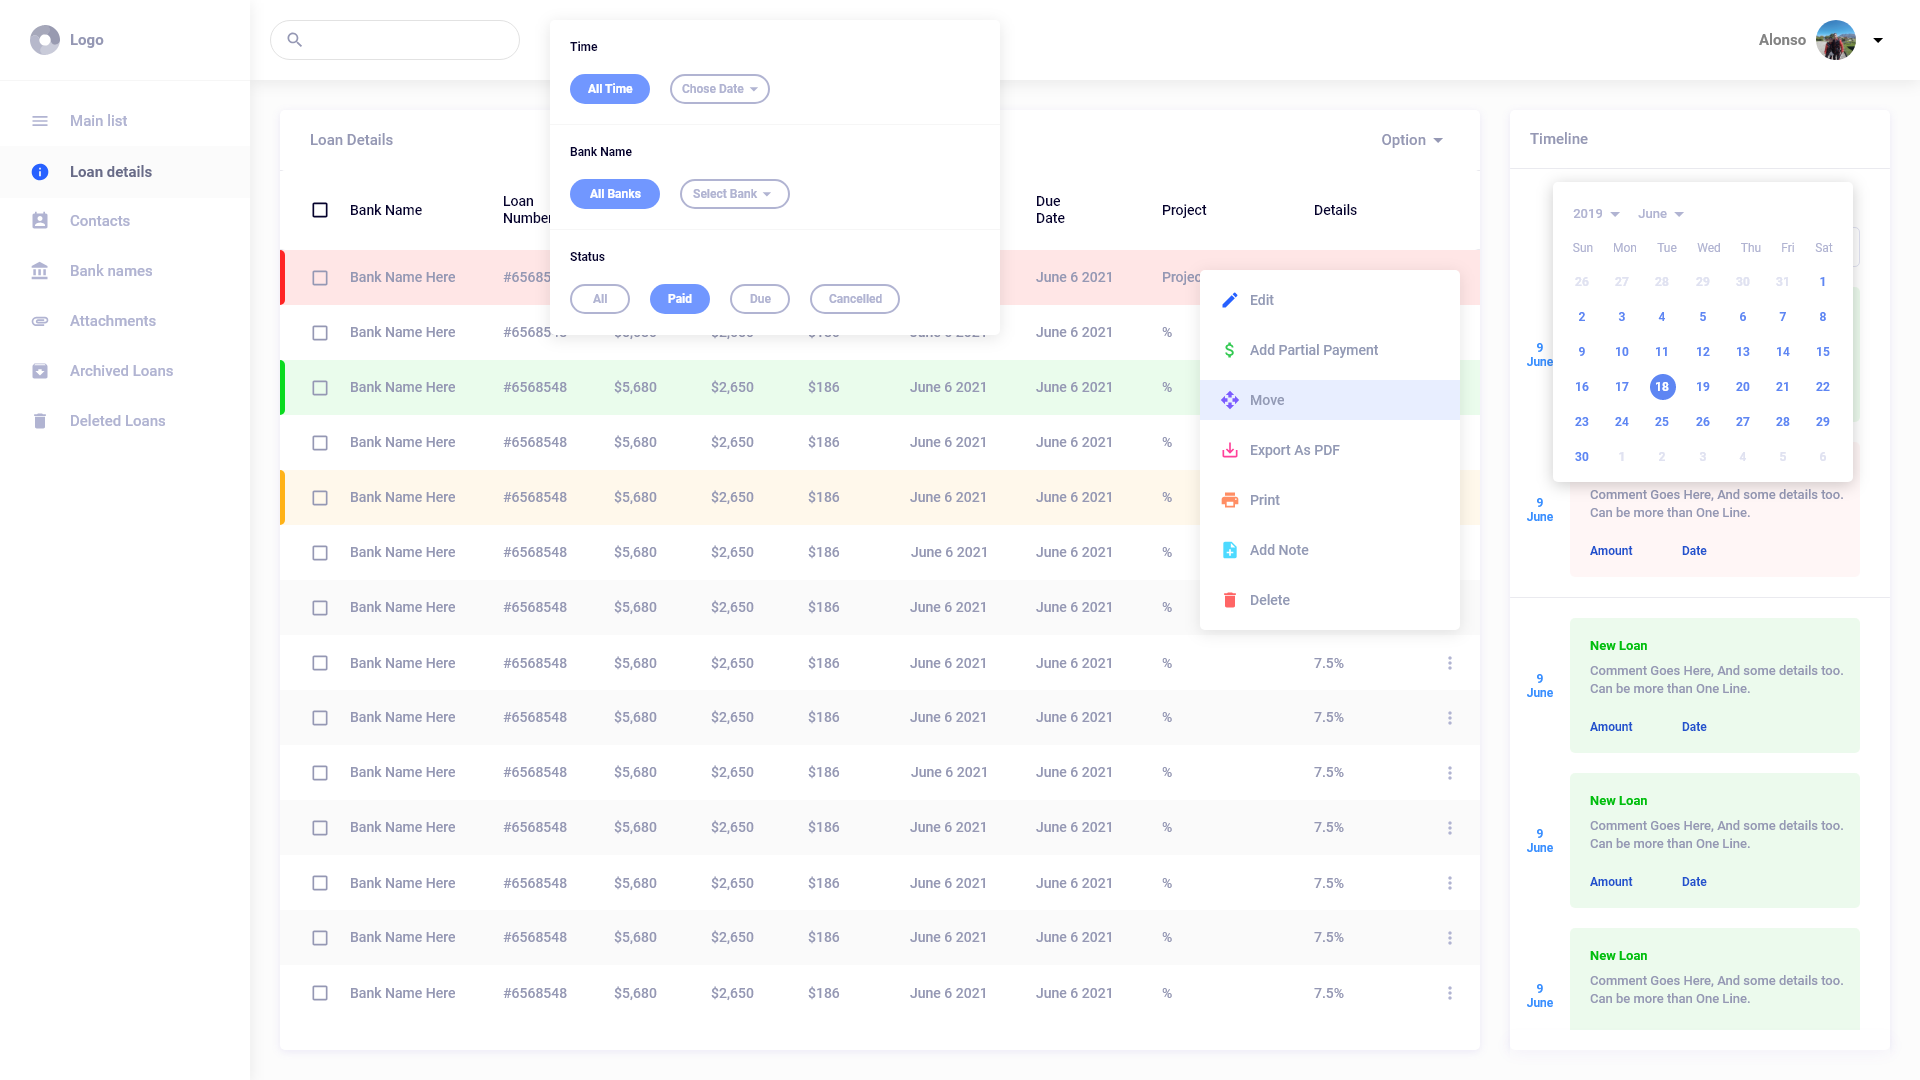 Logo
Alonso
Main list
Loan details
Contacts
Bank names
Attachments
Archived Loans
Deleted Loans
Time
All Time
Chose Date
Bank Name
All Banks
Select Bank
Status
All
Paid
Due
Cancelled
Loan Details
Option
Bank Name
Loan
Number
Due
Date
Project
Details
Bank Name Here #6568 June 6 2021
Bank Name Here #6568548 $5,680 $2,650 $186 June 6 2021 June 6 2021 %
Bank Name Here #6568548 $5,680 $2,650 $186 June 6 2021 June 6 2021 %
Bank Name Here #6568548 $5,680 $2,650 $186 June 6 2021 June 6 2021 %
Bank Name Here #6568548 $5,680 $2,650 $186 June 6 2021 June 6 2021 %
Bank Name Here #6568548 $5,680 $2,650 $186 June 6 2021 June 6 2021 %
Bank Name Here #6568548 $5,680 $2,650 $186 June 6 2021 June 6 2021 %
Bank Name Here #6568548 $5,680 $2,650 $186 June 6 2021 June 6 2021 % 7.5%
Bank Name Here #6568548 $5,680 $2,650 $186 June 6 2021 June 6 2021 % 7.5%
Bank Name Here #6568548 $5,680 $2,650 $186 June 6 2021 June 6 2021 % 7.5%
Bank Name Here #6568548 $5,680 $2,650 $186 June 6 2021 June 6 2021 % 7.5%
Bank Name Here #6568548 $5,680 $2,650 $186 June 6 2021 June 6 2021 % 7.5%
Bank Name Here #6568548 $5,680 $2,650 $186 June 6 2021 June 6 2021 % 7.5%
Bank Name Here #6568548 $5,680 $2,650 $186 June 6 2021 June 6 2021 % 7.5%
Edit
Add Partial Payment
Move
Export As PDF
Print
Add Note
Delete
Timeline
2019 June
Sun Mon Tue Wed Thu Fri Sat
26 27 28 29 30 31 1
2 3 4 5 6 7 8
9 10 11 12 13 14 15
16 17 18 19 20 21 22
23 24 25 26 27 28 29
30 1 2 3 4 5 6
9
June
9
June
Comment Goes Here, And some details too.
Can be more than One Line.
Amount Date
9
June
New Loan
Comment Goes Here, And some details too.
Can be more than One Line.
Amount Date
9
June
New Loan
Comment Goes Here, And some details too.
Can be more than One Line.
Amount Date
9
June
New Loan
Comment Goes Here, And some details too.
Can be more than One Line.